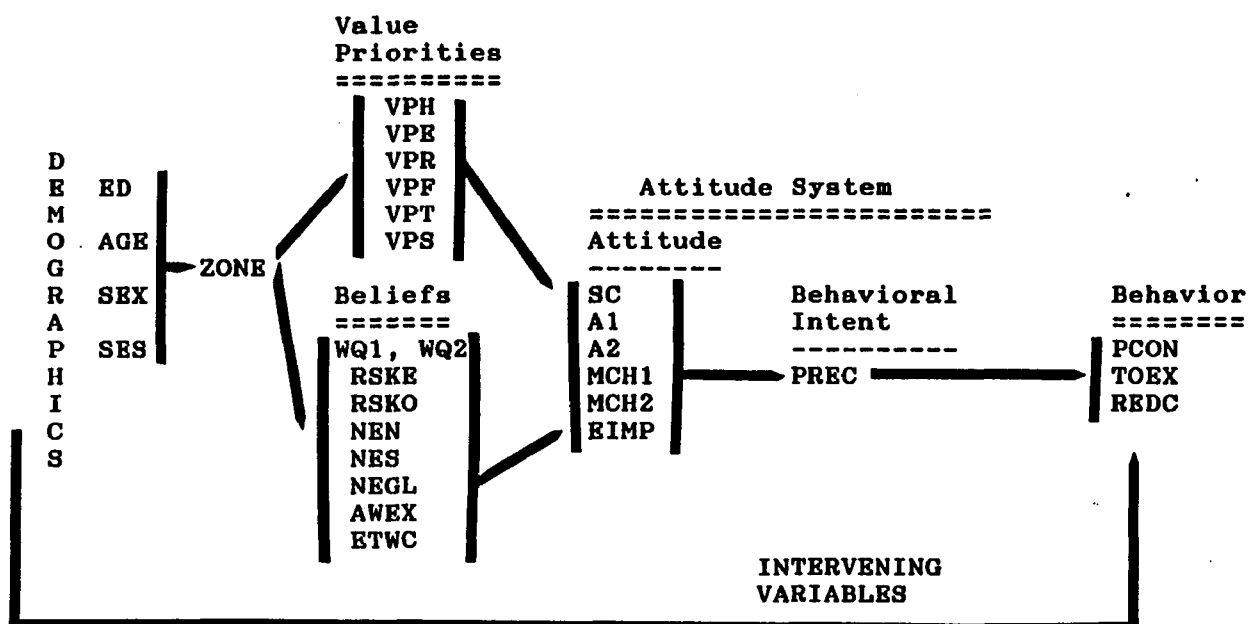 DEMOGRAPHICS
ED
AGE
SEX
SES
ZONE
Value
Priorities
==========
VPH
VPE
VPR
VPF
VPT
VPS
Beliefs
=======
WQ1, WQ2
RSKE
RSKO
NEN
NES
NEGL
AWEX
ETWC
Attitude System
========================
Attitude
--------
SC
A1
A2
MCH1
MCH2
EIMP
Behavioral
Intent
----------
PREC
Behavior
========
PCON
TOEX
REDC
INTERVENING
VARIABLES